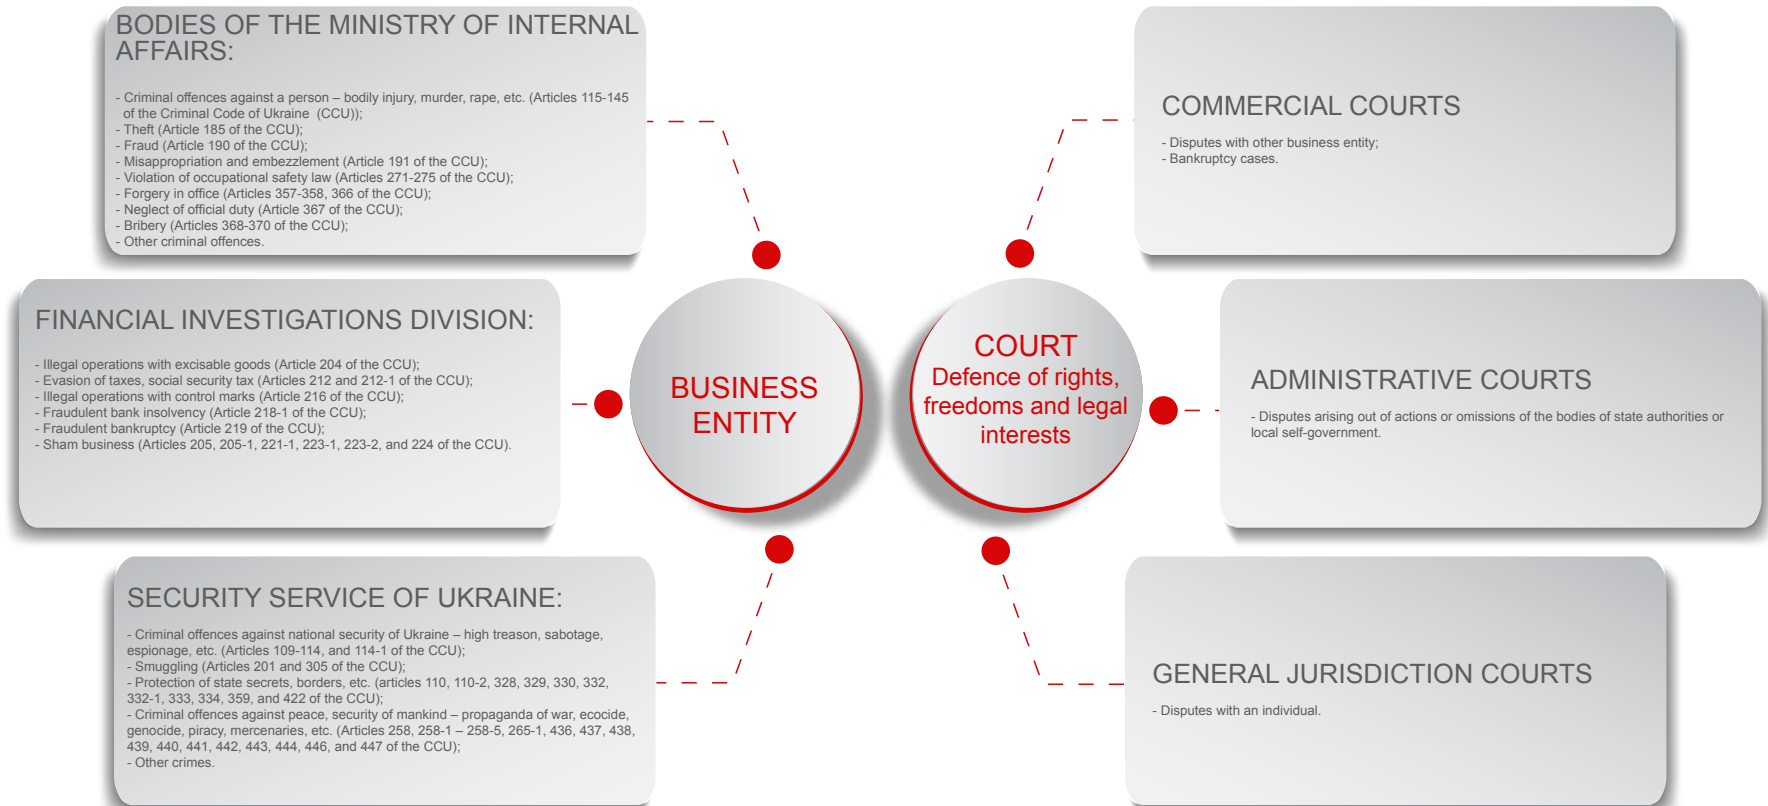 BODIES OF THE MINISTRY OF INTERNAL
AFFAIRS:
- Criminal offences against a person – bodily injury, murder, rape, etc. (Articles 115-145
of the Criminal Code of Ukraine (CCU));
- Theft (Article 185 of the CCU);
- Fraud (Article 190 of the CCU);
- Misappropriation and embezzlement (Article 191 of the CCU);
- Violation of occupational safety law (Articles 271-275 of the CCU);
- Forgery in office (Articles 357-358, 366 of the CCU);
- Neglect of official duty (Article 367 of the CCU);
- Bribery (Articles 368-370 of the CCU);
- Other criminal offences.
FINANCIAL INVESTIGATIONS DIVISION:
- Illegal operations with excisable goods (Article 204 of the CCU);
- Evasion of taxes, social security tax (Articles 212 and 212-1 of the CCU);
- Illegal operations with control marks (Article 216 of the CCU);
- Fraudulent bank insolvency (Article 218-1 of the CCU);
- Fraudulent bankruptcy (Article 219 of the CCU);
- Sham business (Articles 205, 205-1, 221-1, 223-1, 223-2, and 224 of the CCU).
SECURITY SERVICE OF UKRAINE:
- Criminal offences against national security of Ukraine – high treason, sabotage,
espionage, etc. (Articles 109-114, and 114-1 of the CCU);
- Smuggling (Articles 201 and 305 of the CCU);
- Protection of state secrets, borders, etc. (articles 110, 110-2, 328, 329, 330, 332,
332-1, 333, 334, 359, and 422 of the CCU);
- Criminal offences against peace, security of mankind – propaganda of war, ecocide,
genocide, piracy, mercenaries, etc. (Articles 258, 258-1 – 258-5, 265-1, 436, 437, 438,
439, 440, 441, 442, 443, 444, 446, and 447 of the CCU);
- Other crimes.
BUSINESS
ENTITY
COURT
Defence of rights,
freedoms and legal
interests
COMMERCIAL COURTS
- Disputes with other business entity;
- Bankruptcy cases.
ADMINISTRATIVE COURTS
- Disputes arising out of actions or omissions of the bodies of state authorities or
local self-government.
GENERAL JURISDICTION COURTS
- Disputes with an individual.